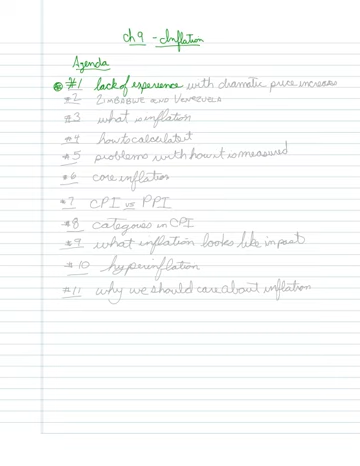 Ch 9 - Inflation
Agenda
#1 lack of experience with dramatic price increases
#2 ZIMBABWE AND VENEZUELA
#3 what is inflation
#4 how to calculate it
#5 problems with how it is measured
#6 core inflation
#7 CPI vs PPI
#8 categories in CPI
#9 what inflation looks like in past
#10 hyperinflation
#11 why we should care about inflation